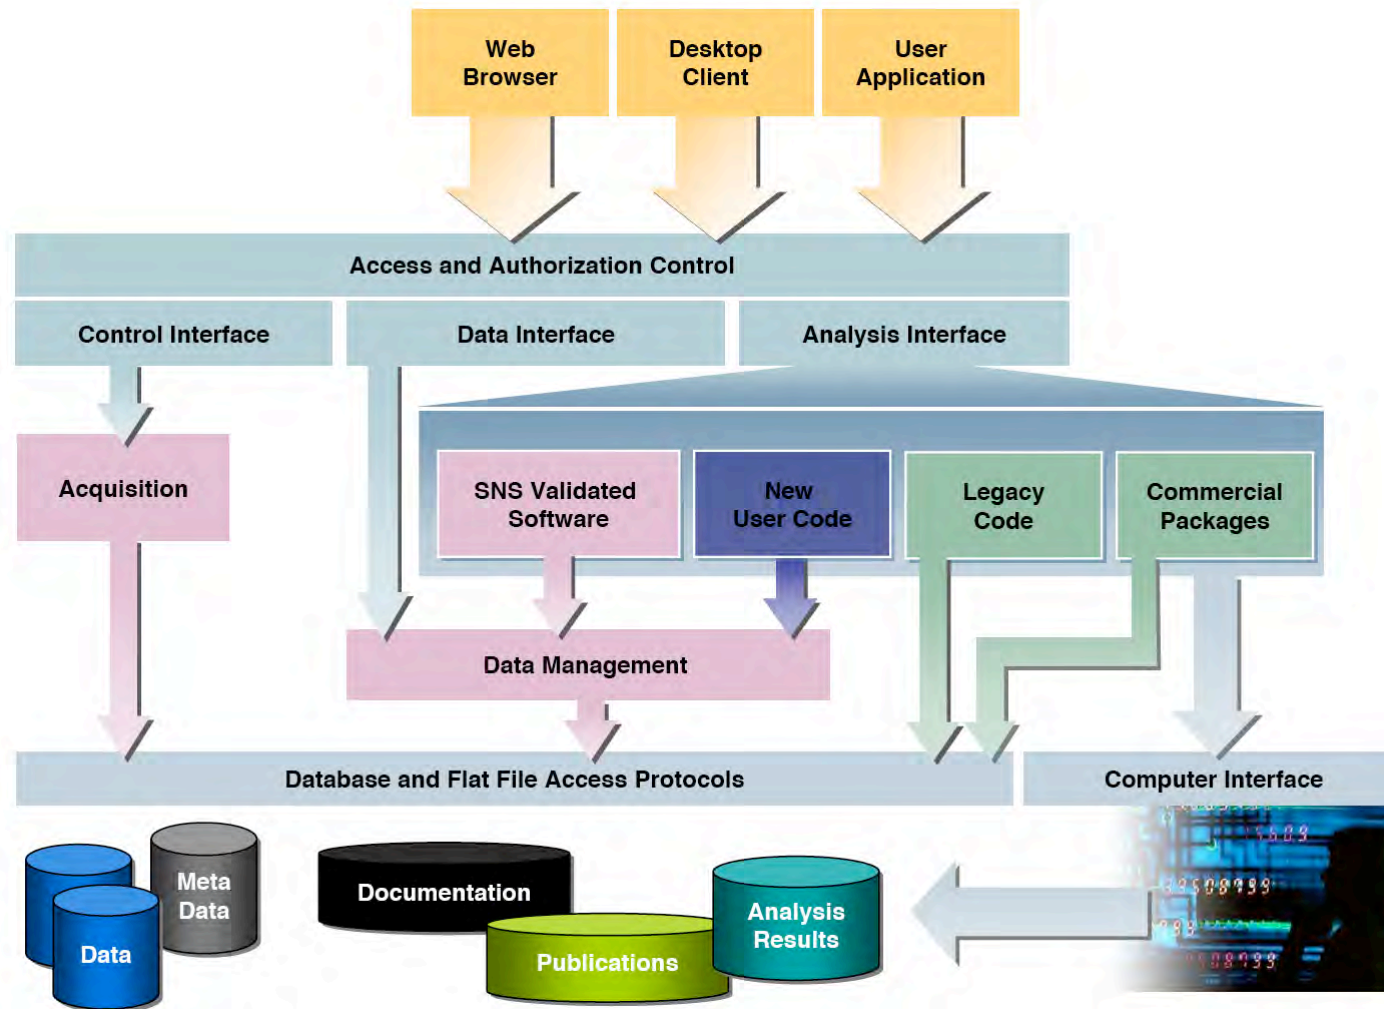 Web
Browser
Desktop
Client
User
Application
Access and Authorization Control
Control Interface
Data Interface
Analysis Interface
Acquisition
SNS Validated
Software
New
User Code
Legacy
Code
Commercial
Packages
Data Management
Database and Flat File Access Protocols
Computer Interface
Meta
Data
Data
Documentation
Publications
Analysis
Results